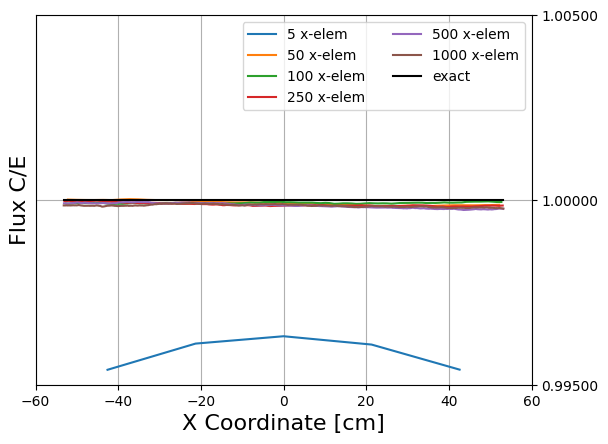 1.00500
5 x-elem
500 x-elem
50 x-elem
1000 x-elem
100 x-elem
exact
250 x-elem
Flux C/E
1.00000
0.99500
−60
−40
−20
0
20
40
60
X Coordinate [cm]